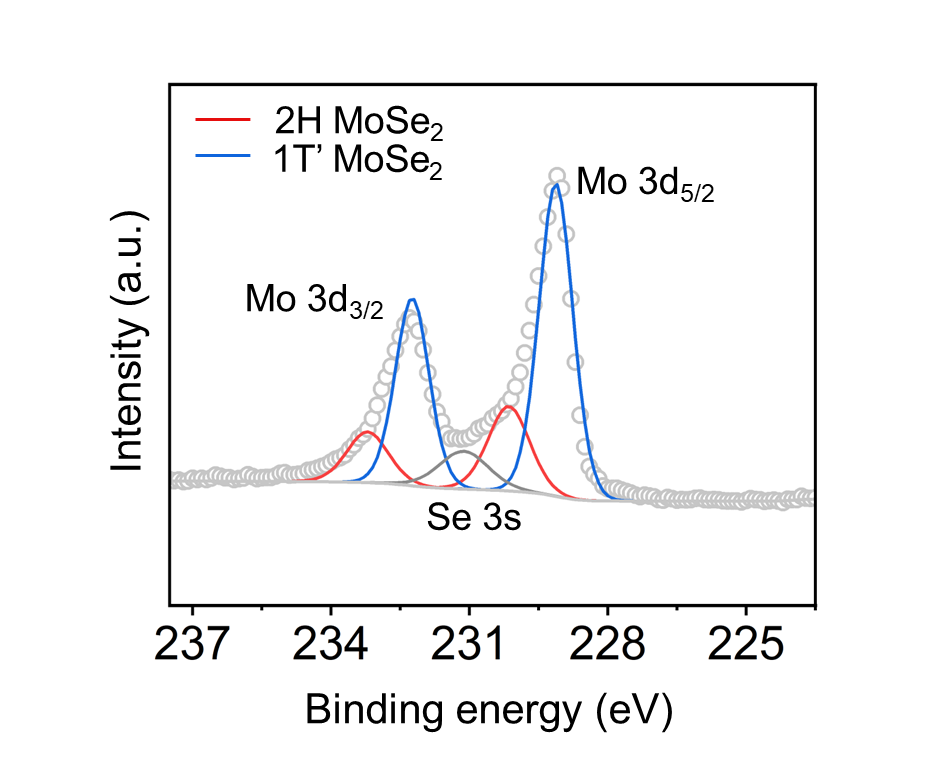 2H MoSe₂
1T’ MoSe₂
Mo 3d₅/₂
Mo 3d₃/₂
Se 3s
Intensity (a.u.)
237 234 231 228 225
Binding energy (eV)